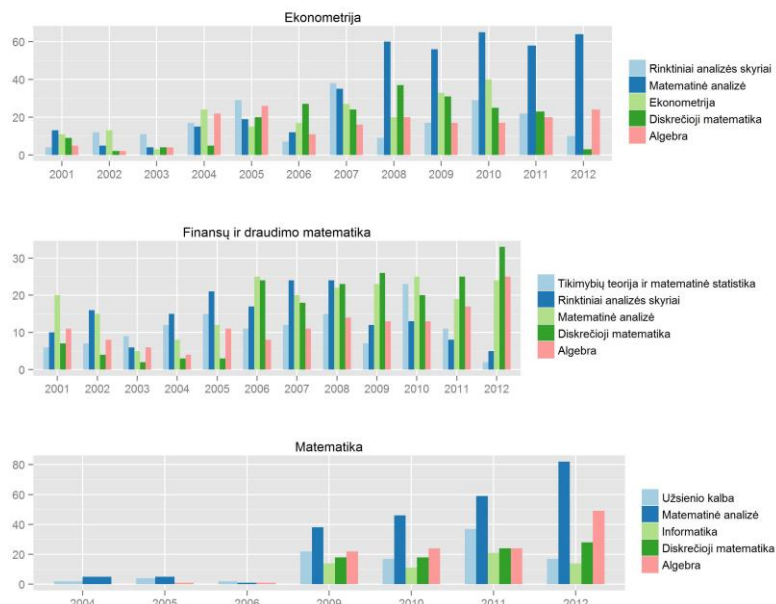 Ekonometrija
60
40
20
0
2001 2002 2003 2004 2005 2006 2007 2008 2009 2010 2011 2012
Rinktiniai analizės skyriai
Matematinė analizė
Ekonometrija
Diskrečioji matematika
Algebra
Finansų ir draudimo matematika
30
20
10
0
2001 2002 2003 2004 2005 2006 2007 2008 2009 2010 2011 2012
Tikimybių teorija ir matematinė statistika
Rinktiniai analizės skyriai
Matematinė analizė
Diskrečioji matematika
Algebra
Matematika
80
60
40
20
0
2004 2005 2006 2009 2010 2011 2012
Užsienio kalba
Matematinė analizė
Informatika
Diskrečioji matematika
Algebra